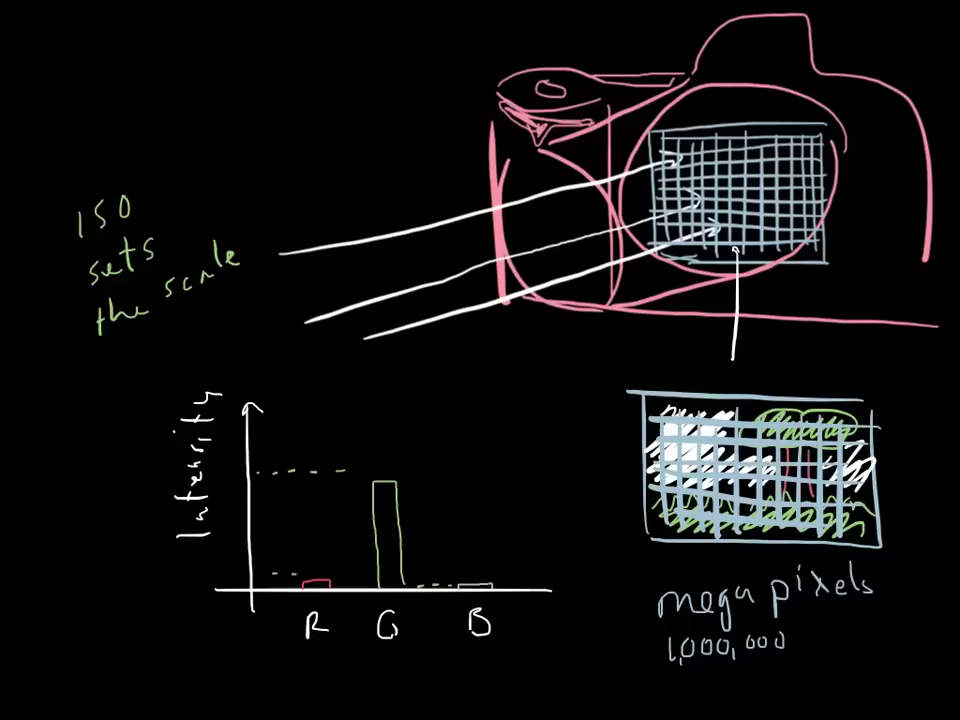 ISO
sets
the scale
Intensity
R G B
mega pixels
1,000,000